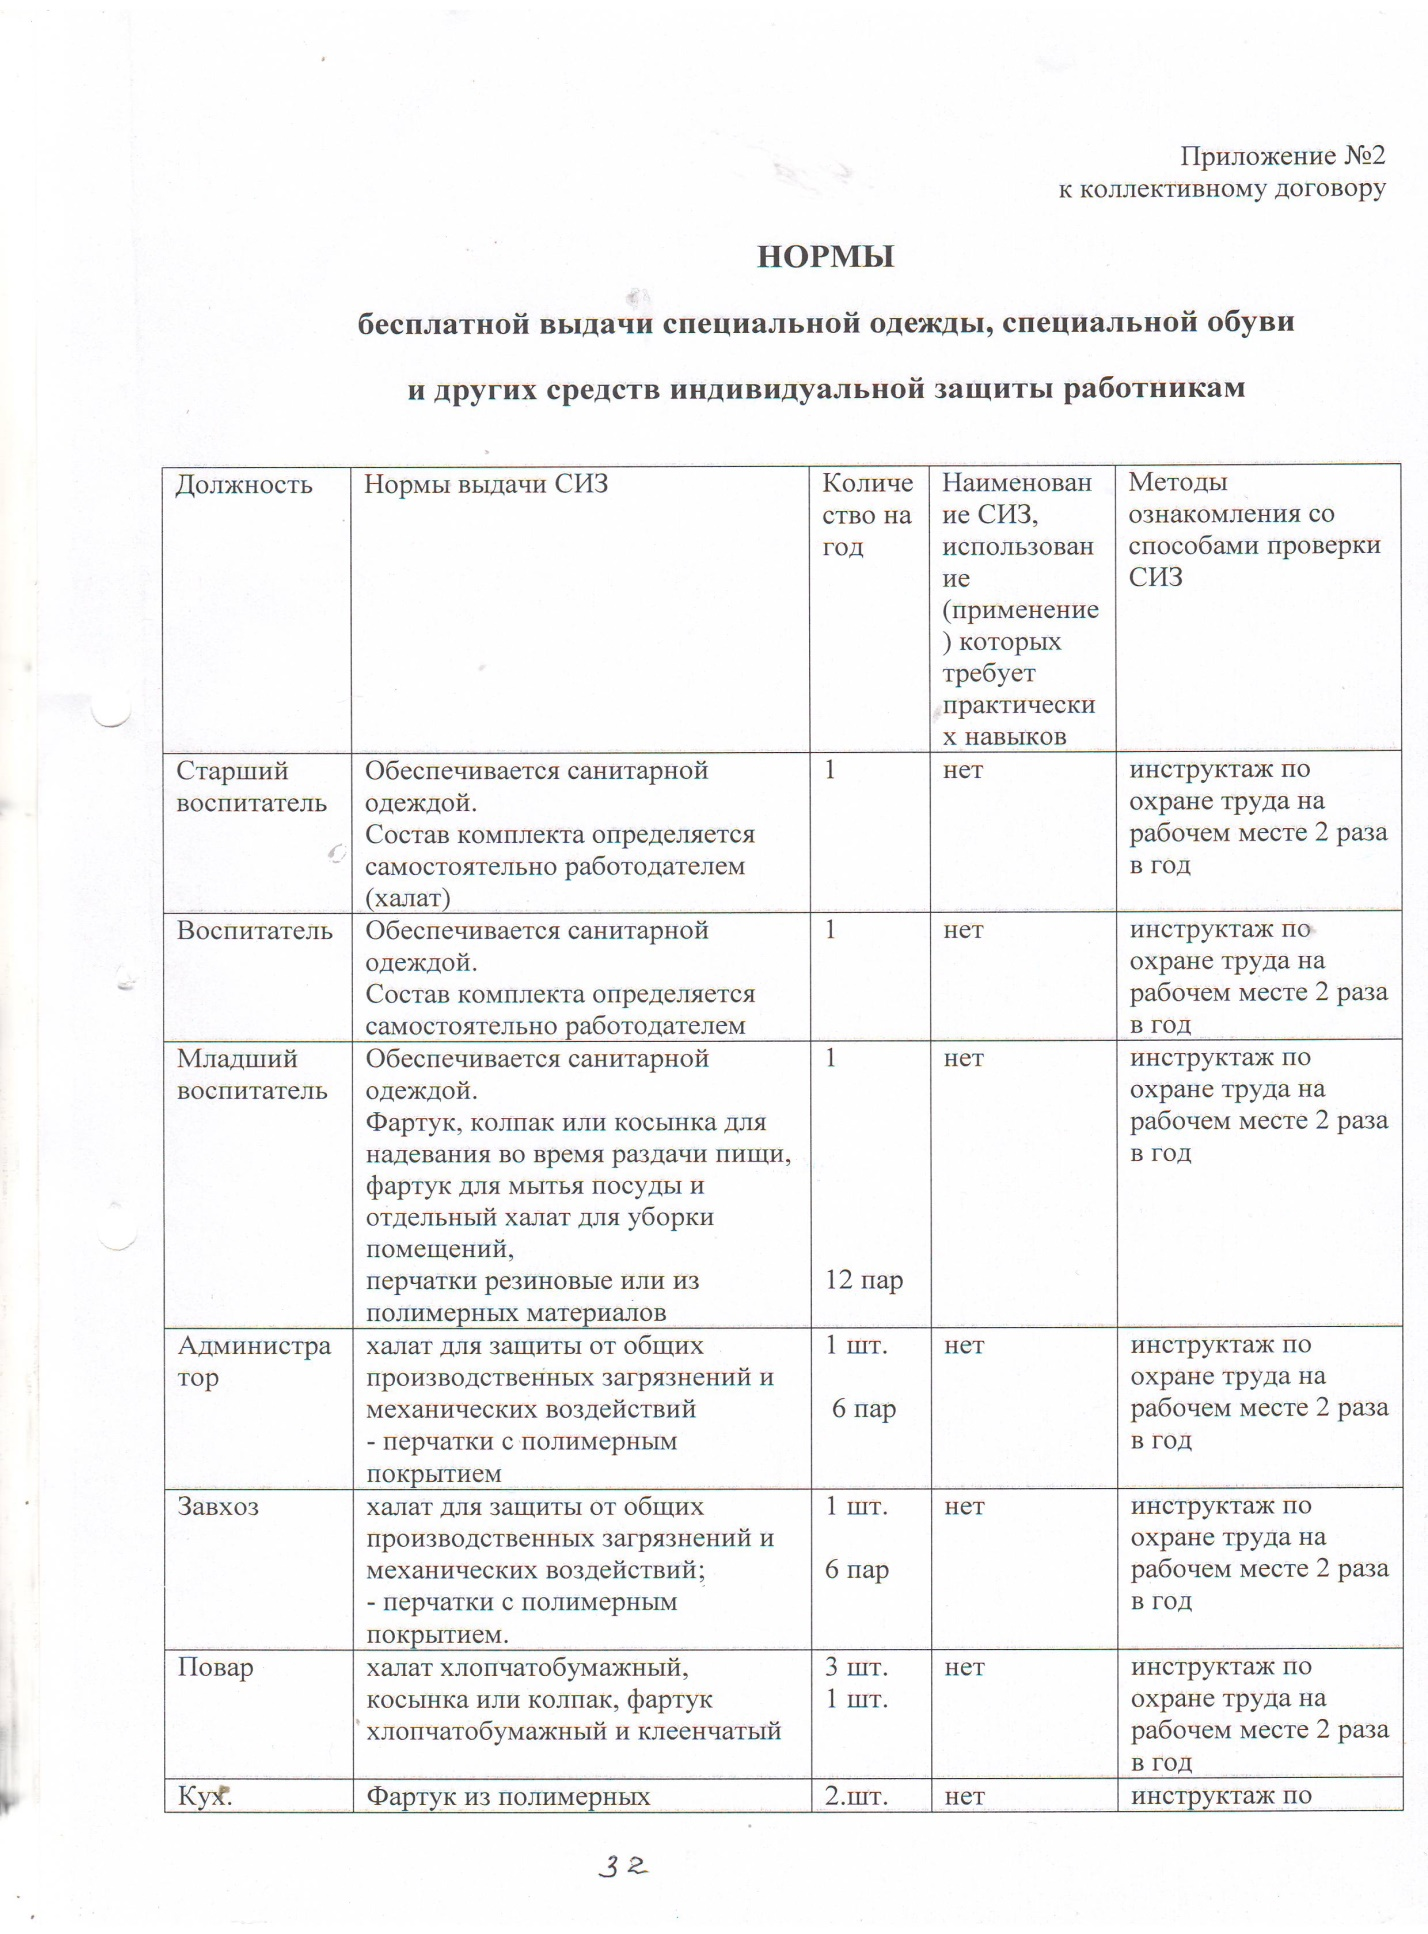 Приложение №2
к коллективному договору
НОРМЫ
бесплатной выдачи специальной одежды, специальной обуви
и других средств индивидуальной защиты работникам
Должность
Нормы выдачи СИЗ
Количе
ство на
год
Наименован
ие СИЗ,
использован
ие
(применение
) которых
требует
практически
х навыков
Методы
ознакомления со
способами проверки
СИЗ
Старший
воспитатель
Обеспечивается санитарной
одеждой.
Состав комплекта определяется
самостоятельно работодателем
(халат)
1
нет
инструктаж по
охране труда на
рабочем месте 2 раза
в год
Воспитатель
Обеспечивается санитарной
одеждой.
Состав комплекта определяется
самостоятельно работодателем
1
нет
инструктаж по
охране труда на
рабочем месте 2 раза
в год
Младший
воспитатель
Обеспечивается санитарной
одеждой.
Фартук, колпак или косынка для
надевания во время раздачи пищи,
фартук для мытья посуды и
отдельный халат для уборки
помещений,
перчатки резиновые или из
полимерных материалов
1
12 пар
нет
инструктаж по
охране труда на
рабочем месте 2 раза
в год
Администра
тор
халат для защиты от общих
производственных загрязнений и
механических воздействий
- перчатки с полимерным
покрытием
1 шт.
6 пар
нет
инструктаж по
охране труда на
рабочем месте 2 раза
в год
Завхоз
халат для защиты от общих
производственных загрязнений и
механических воздействий;
- перчатки с полимерным
покрытием.
1 шт.
6 пар
нет
инструктаж по
охране труда на
рабочем месте 2 раза
в год
Повар
халат хлопчатобумажный,
косынка или колпак, фартук
хлопчатобумажный и клеенчатый
3 шт.
1 шт.
нет
инструктаж по
охране труда на
рабочем месте 2 раза
в год
Кух.
Фартук из полимерных
2.шт.
нет
инструктаж по
32